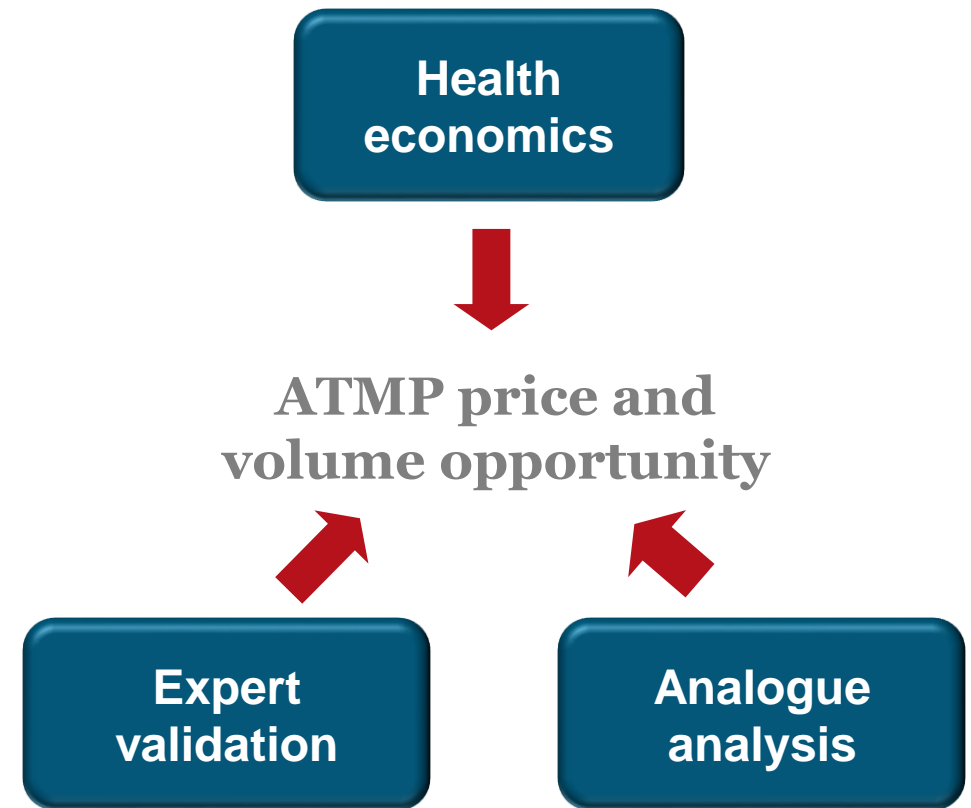 Health
economics
ATMP price and
volume opportunity
Expert
validation
Analogue
analysis